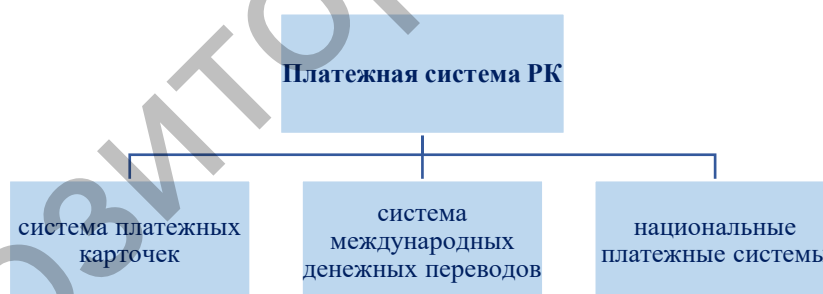 Платежная система РК
система платежных
карточек
система
международных
денежных переводов
национальные
платежные системы